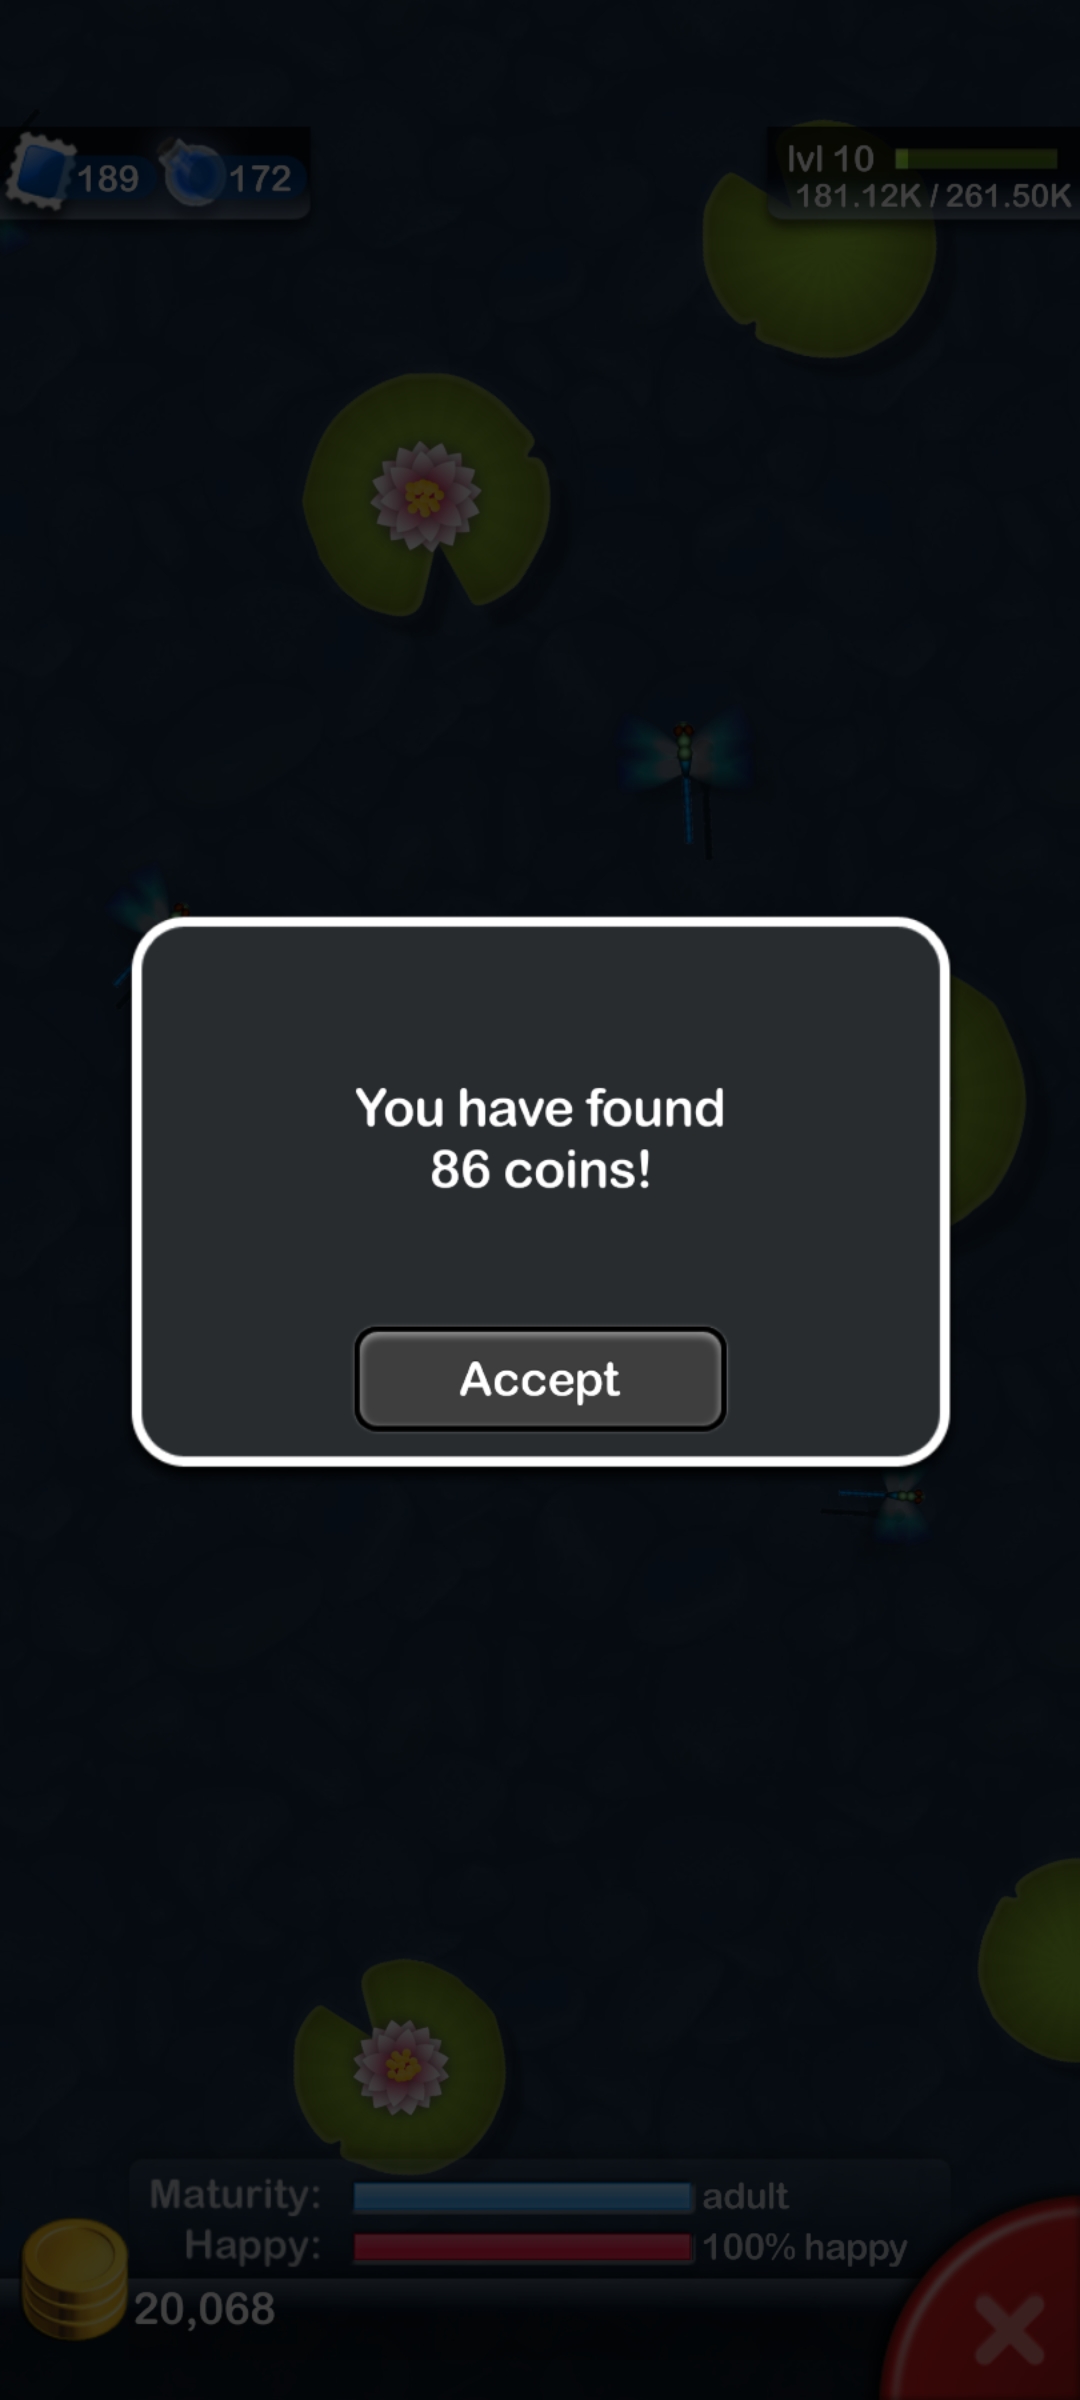 189 172
lvl 10
181.12K / 261.50K
You have found
86 coins!
Accept
Maturity: adult
Happy: 100% happy
20,068